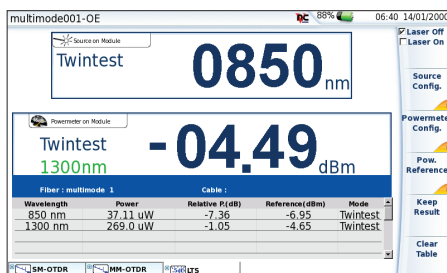 multimode001-OE DC 88% 06:40 14/01/2000
Laser Off
Laser On
Source on Module
Twintest 0850 nm
Source
Config.
Powermeter on Module
Twintest -04.49 dBm
1300nm
Powermete
Config.
Pow.
Reference
Fiber : multimode 1 Cable :
Wavelength Power Relative P.(dB) Reference(dBm) Mode
850 nm 37.11 uW -7.36 -6.95 Twintest
1300 nm 269.0 uW -1.05 -4.65 Twintest
Keep
Result
Clear
Table
SM-OTDR MM-OTDR LTS